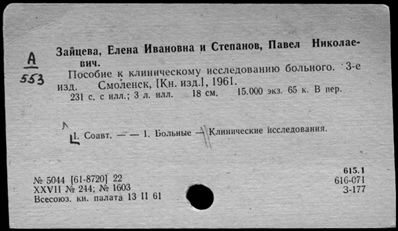 А
553
Зайцева, Елена Ивановна и Степанов, Павел Николае-
вич.
Пособие к клиническому исследованию больного. 3-е
изд. Смоленск, [Кн. изд.], 1961.
231 с. с илл.; 3 л. илл. 18 см. 15.000 экз. 65 к. В пер.
1. Соавт. — — 1. Больные — Клинические исследования.
615.1
№ 5044 [61-8720] 22 616-071
XXVII № 244; № 1603 З-177
Всесоюз. кн. палата 13 II 61